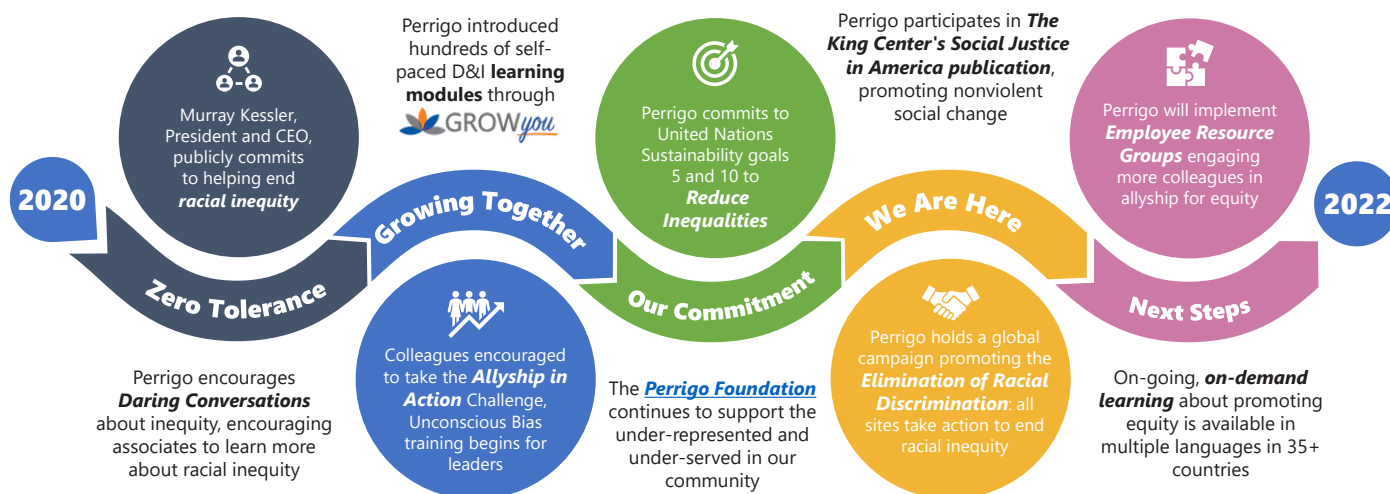 2020
Murray Kessler,
President and CEO,
publicly commits
to helping end
racial inequity
Zero Tolerance
Perrigo encourages
Daring Conversations
about inequity, encouraging
associates to learn more
about racial inequity
Perrigo introduced
hundreds of self-
paced D&I learning
modules through
GROWyou
Growing Together
Colleagues encouraged
to take the Allyship in
Action Challenge,
Unconscious Bias
training begins for
leaders
Perrigo commits to
United Nations
Sustainability goals
5 and 10 to
Reduce
Inequalities
Our Commitment
The Perrigo Foundation
continues to support the
under-represented and
under-served in our
community
Perrigo participates in The
King Center's Social Justice
in America publication,
promoting nonviolent
social change
We Are Here
Perrigo holds a global
campaign promoting the
Elimination of Racial
Discrimination: all
sites take action to end
racial inequity
Perrigo will implement
Employee Resource
Groups engaging
more colleagues in
allyship for equity
Next Steps
On-going, on-demand
learning about promoting
equity is available in
multiple languages in 35+
countries
2022